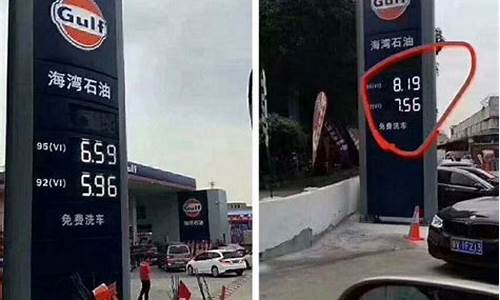 Gulf
海湾石油
95(VI) 6.59
92(VI) 5.96
免费洗车
Gulf
Gulf
海湾石油
8.19
7.56
免费洗车